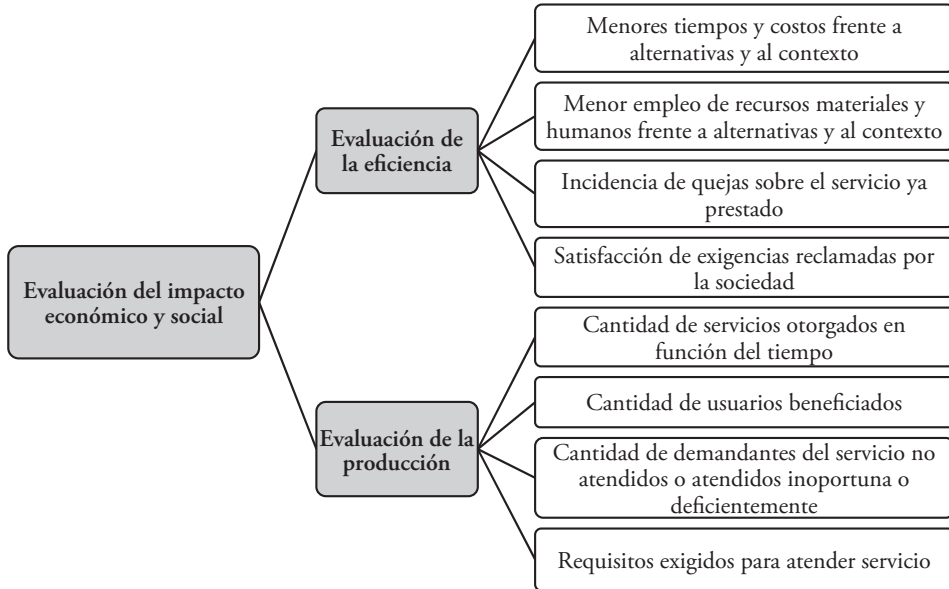 Evaluación del impacto
económico y social
Evaluación de
la eficiencia
Menores tiempos y costos frente a
alternativas y al contexto
Menor empleo de recursos materiales y
humanos frente a alternativas y al contexto
Incidencia de quejas sobre el servicio ya
prestado
Satisfacción de exigencias reclamadas por
la sociedad
Evaluación de la
producción
Cantidad de servicios otorgados en
función del tiempo
Cantidad de usuarios beneficiados
Cantidad de demandantes del servicio no
atendidos o atendidos inoportuna o
deficientemente
Requisitos exigidos para atender servicio